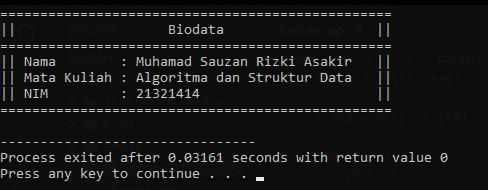 =================================================
||                   Biodata                   ||
=================================================
|| Nama        : Muhamad Sauzan Rizki Asakir   ||
|| Mata Kuliah : Algoritma dan Struktur Data   ||
|| NIM         : 21321414                      ||
=================================================
--------------------------------
Process exited after 0.03161 seconds with return value 0
Press any key to continue . . .